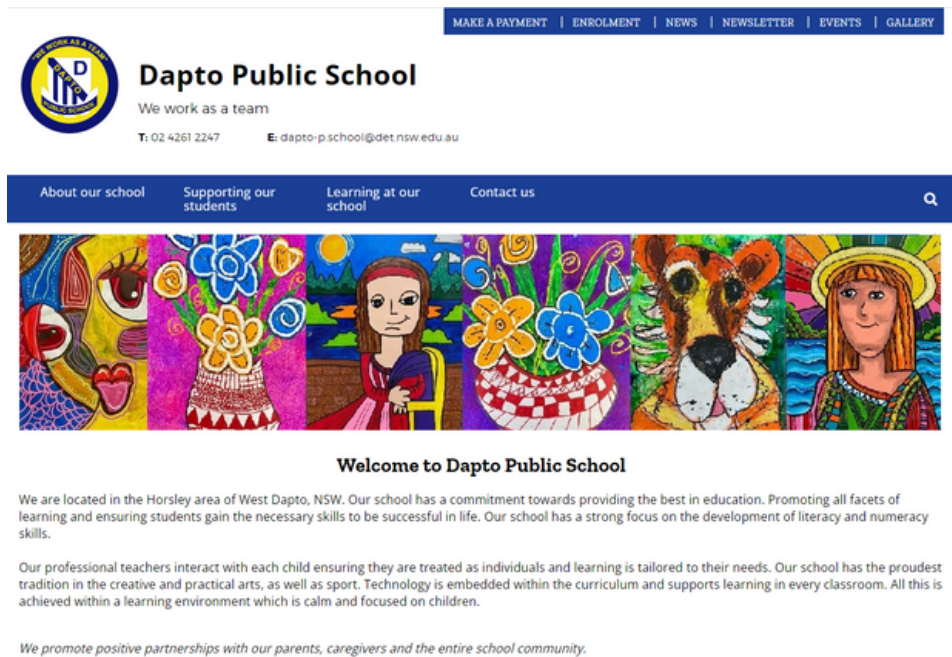 MAKE A PAYMENT | ENROLMENT | NEWS | NEWSLETTER | EVENTS | GALLERY
"WE WORK AS A TEAM"
D
DAPTO
PUBLIC SCHOOL
Dapto Public School
We work as a team
T: 02 4261 2247 E: dapto-p.school@det.nsw.edu.au
About our school Supporting our students Learning at our school Contact us
Welcome to Dapto Public School
We are located in the Horsley area of West Dapto, NSW. Our school has a commitment towards providing the best in education. Promoting all facets of
learning and ensuring students gain the necessary skills to be successful in life. Our school has a strong focus on the development of literacy and numeracy
skills.
Our professional teachers interact with each child ensuring they are treated as individuals and learning is tailored to their needs. Our school has the proudest
tradition in the creative and practical arts, as well as sport. Technology is embedded within the curriculum and supports learning in every classroom. All this is
achieved within a learning environment which is calm and focused on children.
We promote positive partnerships with our parents, caregivers and the entire school community.